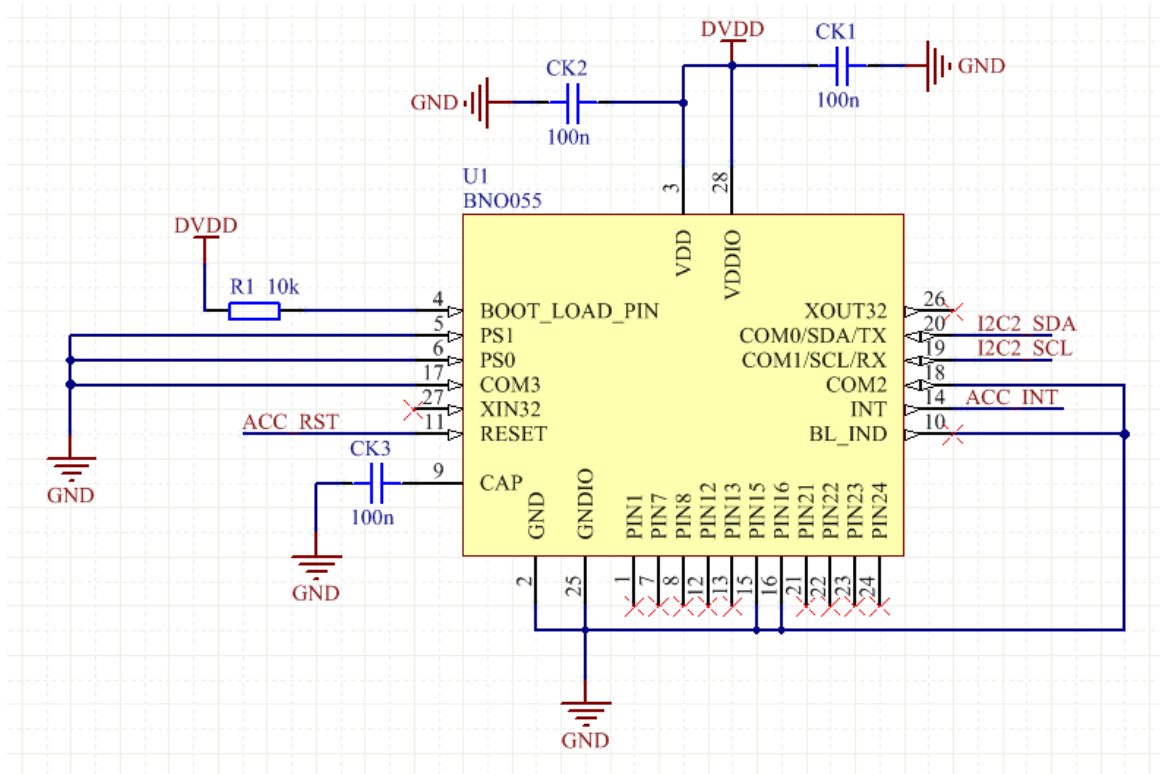 DVDD
CK1
GND
100n
CK2
GND
100n
U1
BNO055
3
28
VDD
VDDIO
DVDD
R1 10k
4
BOOT_LOAD_PIN
5
PS1
6
PS0
17
COM3
27
XIN32
ACC_RST
11
RESET
CK3
100n
9
CAP
GND
GND
XOUT32
26
COM0/SDA/TX
20
I2C2_SDA
COM1/SCL/RX
19
I2C2_SCL
COM2
18
INT
14
ACC_INT
BL_IND
10
GND
GNDIO
PIN1
PIN7
PIN8
PIN12
PIN13
PIN15
PIN16
PIN21
PIN22
PIN23
PIN24
2
25
1
7
8
12
13
15
16
21
22
23
24
GND